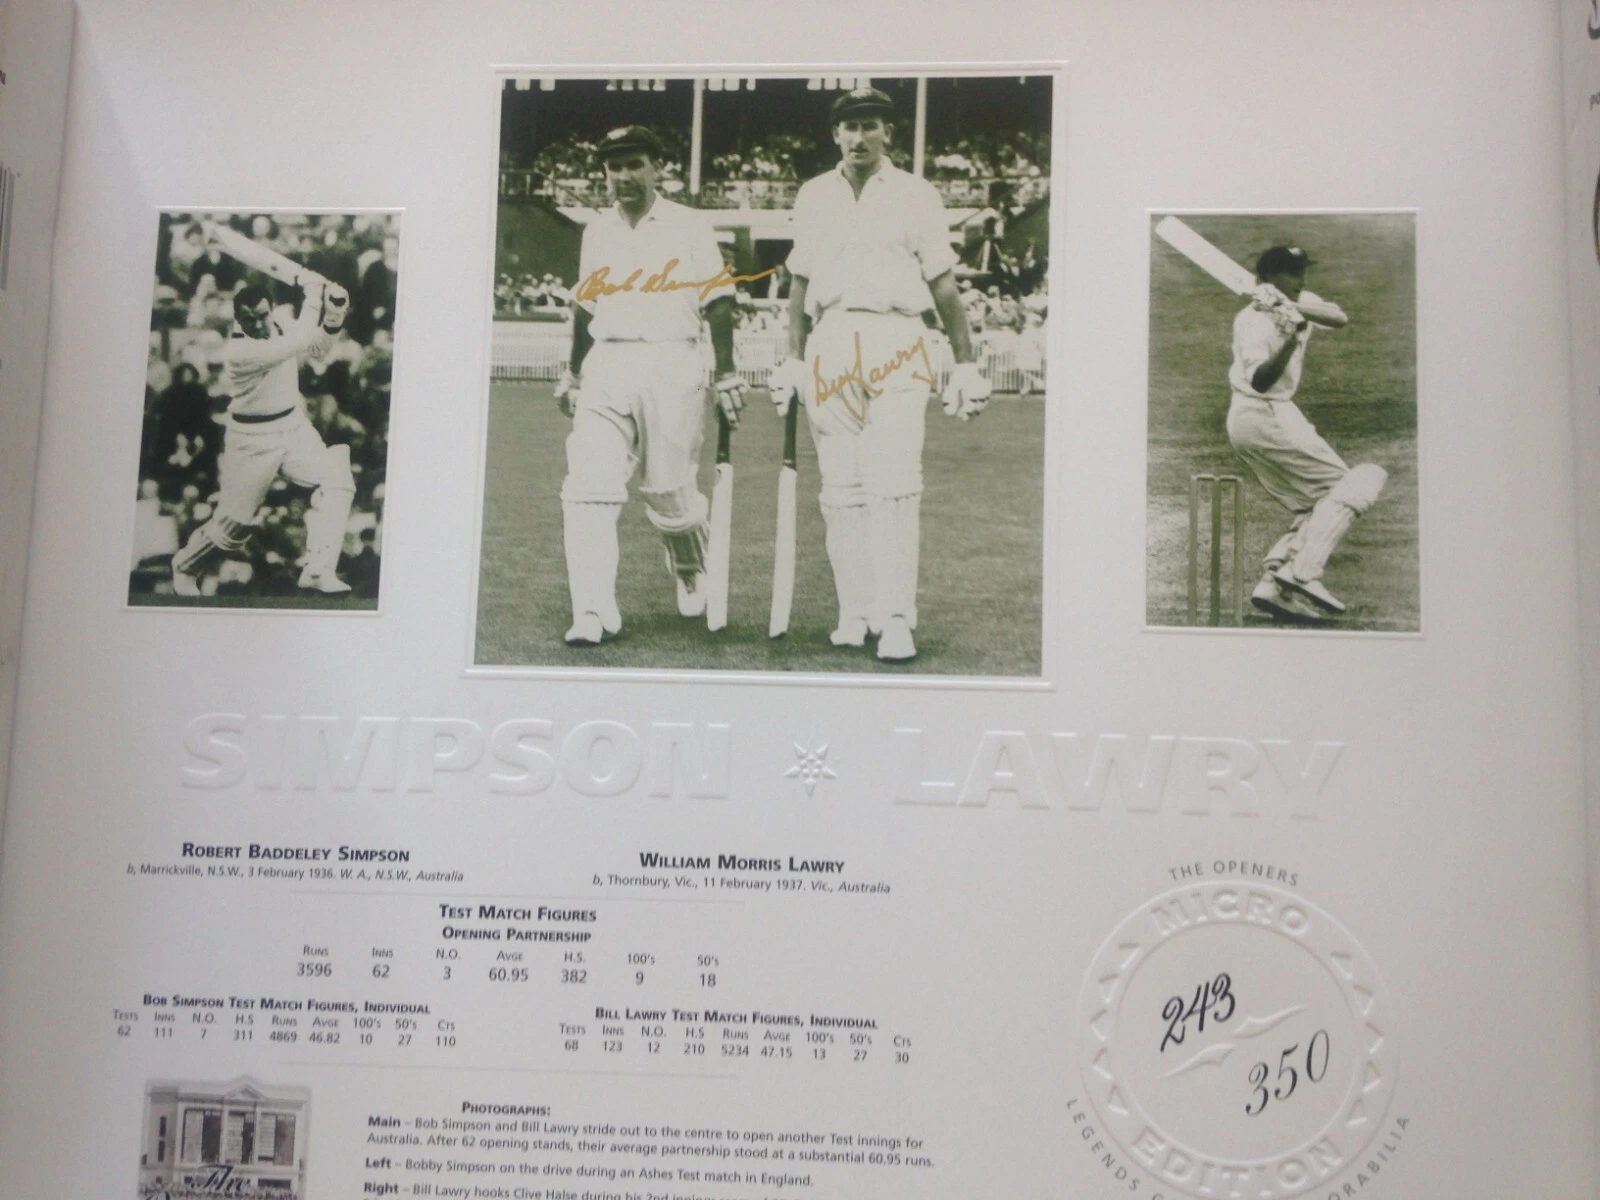 Bob Simpson
Bill Lawry
SIMPSON LAWRY
ROBERT BADDELEY SIMPSON
b, Marrickville, N.S.W., 3 February 1936. W. A., N.S.W., Australia
WILLIAM MORRIS LAWRY
b, Thornbury, Vic., 11 February 1937. Vic., Australia
TEST MATCH FIGURES
OPENING PARTNERSHIP
RUNS INNS N.O. AVGE H.S. 100's 50's
3596 62 3 60.95 382 9 18
BOB SIMPSON TEST MATCH FIGURES, INDIVIDUAL
TESTS INNS N.O. H.S RUNS AVGE 100's 50's CTS
62 111 7 311 4869 46.82 10 27 110
BILL LAWRY TEST MATCH FIGURES, INDIVIDUAL
TESTS INNS N.O. H.S RUNS AVGE 100's 50's CTS
68 123 12 210 5234 47.15 13 27 30
THE OPENERS
MICRO
243
350
EDITION
LEGENDS
PHOTOGRAPHS:
Main – Bob Simpson and Bill Lawry stride out to the centre to open another Test innings for
Australia. After 62 opening stands, their average partnership stood at a substantial 60.95 runs.
Left – Bobby Simpson on the drive during an Ashes Test match in England.
Right – Bill Lawry hooks Clive Halse during his 2nd innings
The